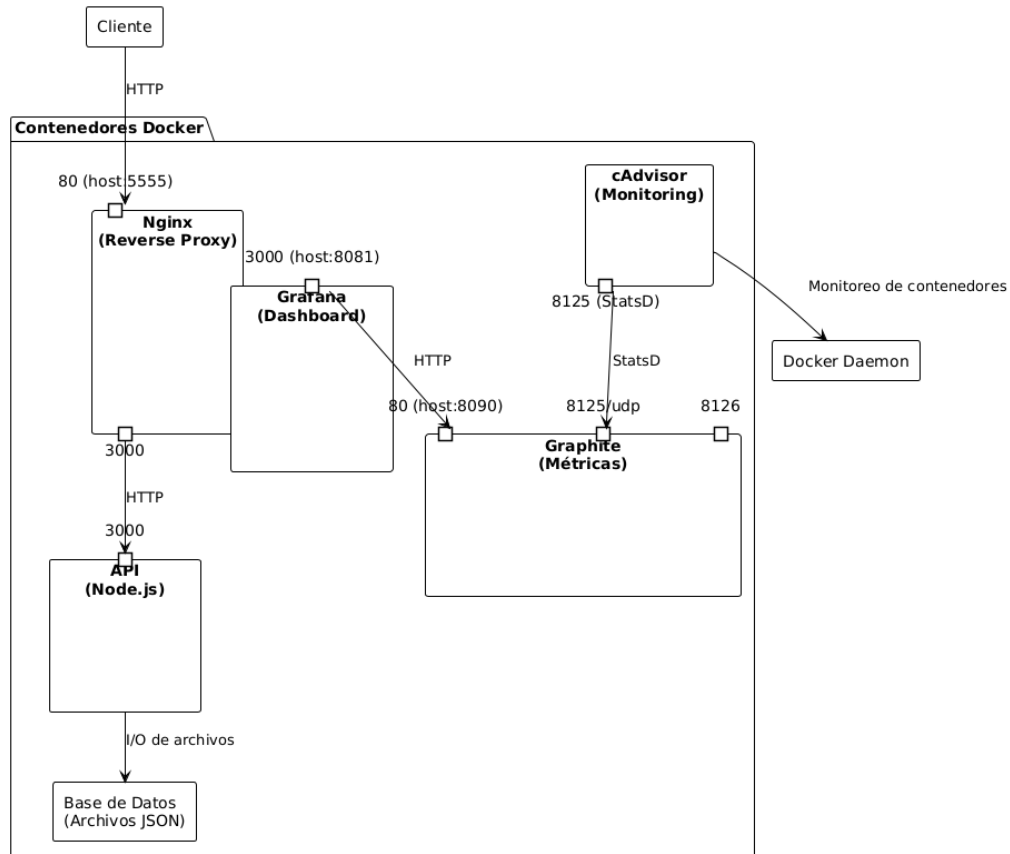 Cliente
HTTP
Contenedores Docker
80 (host:5555)
cAdvisor
(Monitoring)
Nginx
(Reverse Proxy)
3000 (host:8081)
Grafana
(Dashboard)
8125 (StatsD)
Monitoreo de contenedores
HTTP
StatsD
Docker Daemon
80 (host:8090)
8125/udp
8126
3000
Graphite
(Métricas)
HTTP
3000
API
(Node.js)
I/O de archivos
Base de Datos
(Archivos JSON)